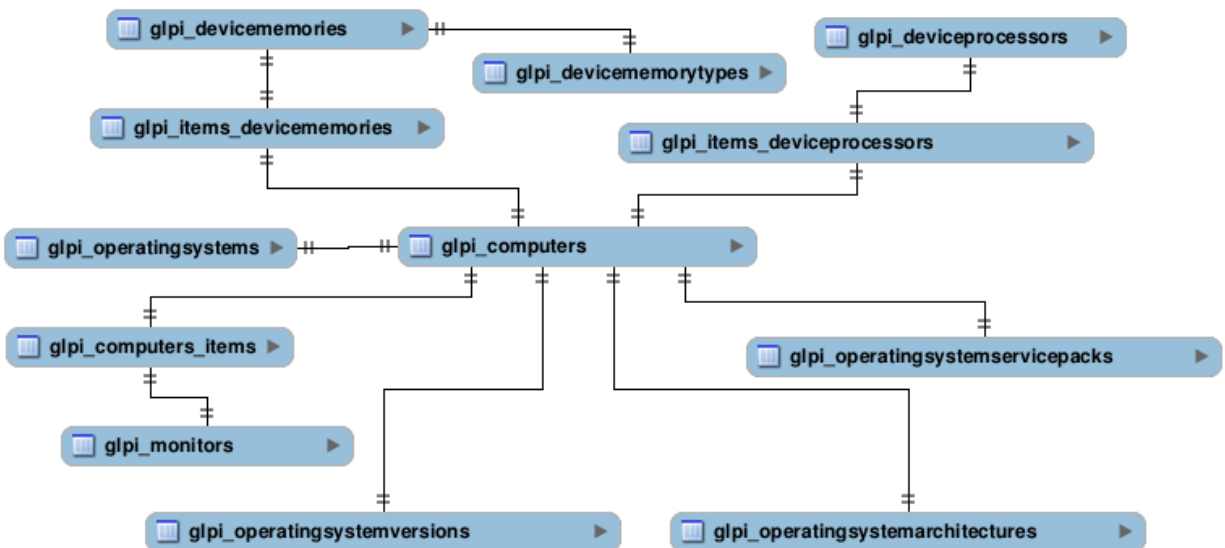 glpi_devicememories
glpi_deviceprocessors
glpi_devicememorytypes
glpi_items_devicememories
glpi_items_deviceprocessors
glpi_operatingsystems
glpi_computers
glpi_computers_items
glpi_operatingsystemservicepacks
glpi_monitors
glpi_operatingsystemversions
glpi_operatingsystemarchitectures